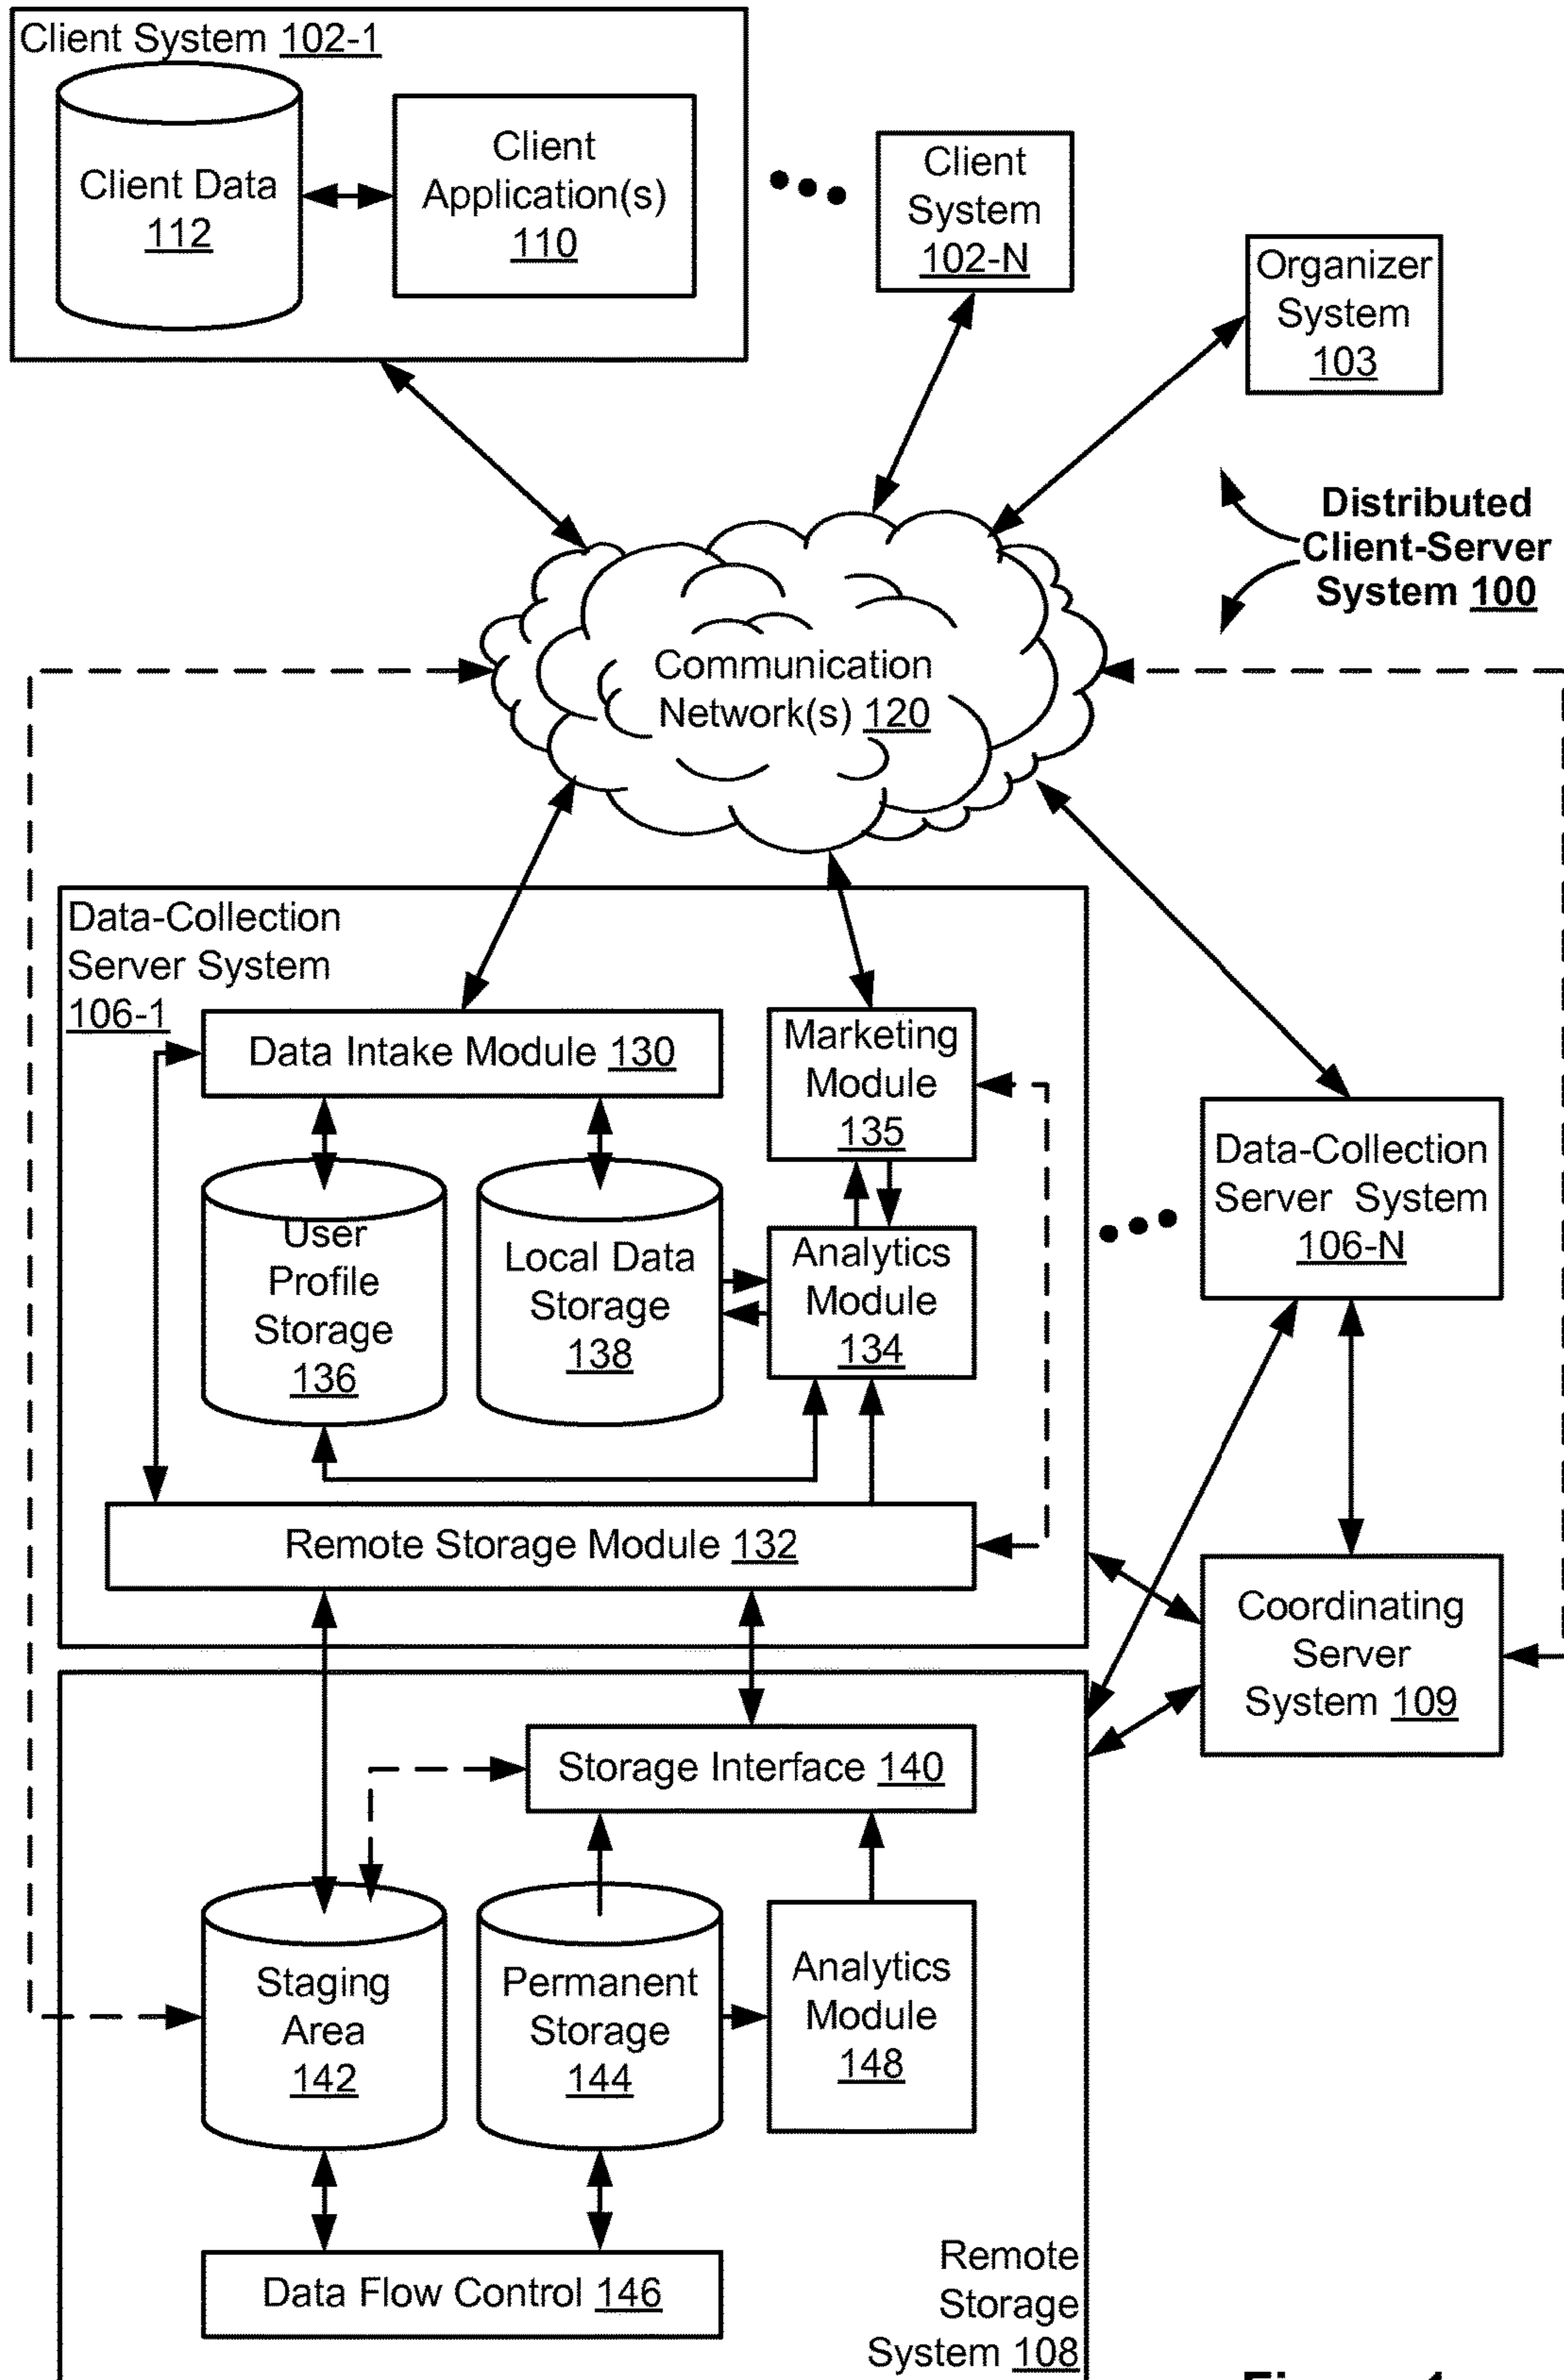 Client System 102-1
Client Data
112
Client
Application(s)
110
Client
System
102-N
Organizer
System
103
Distributed
Client-Server
System 100
Communication
Network(s) 120
Data-Collection
Server System
106-1
Data Intake Module 130
Marketing
Module
135
User
Profile
Storage
136
Local Data
Storage
138
Analytics
Module
134
Data-Collection
Server System
106-N
Remote Storage Module 132
Coordinating
Server
System 109
Storage Interface 140
Staging
Area
142
Permanent
Storage
144
Analytics
Module
148
Data Flow Control 146
Remote
Storage
System 108